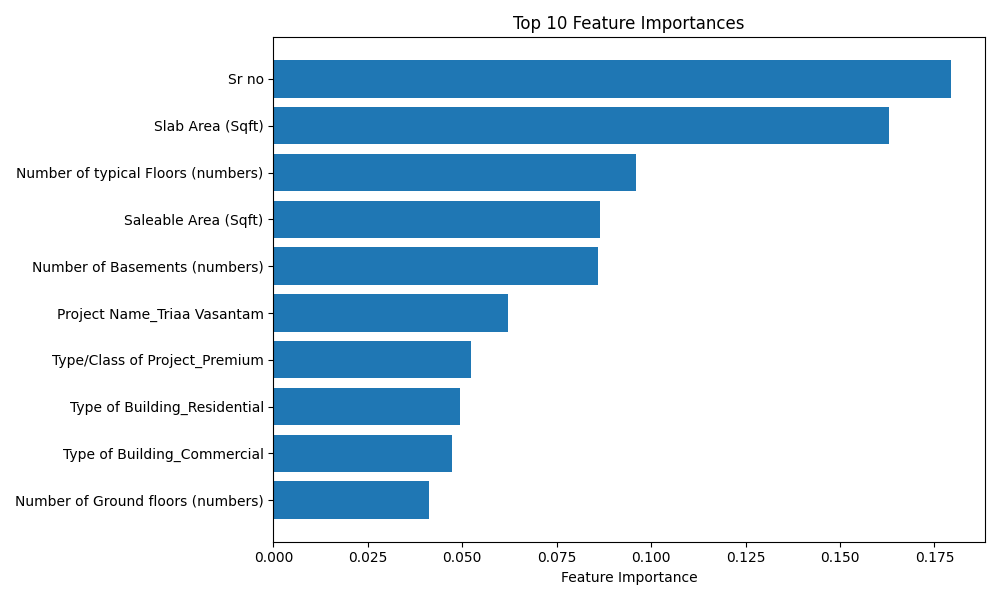 Top 10 Feature Importances
Sr no
Slab Area (Sqft)
Number of typical Floors (numbers)
Saleable Area (Sqft)
Number of Basements (numbers)
Project Name_Triaa Vasantam
Type/Class of Project_Premium
Type of Building_Residential
Type of Building_Commercial
Number of Ground floors (numbers)
0.000 0.025 0.050 0.075 0.100 0.125 0.150 0.175
Feature Importance